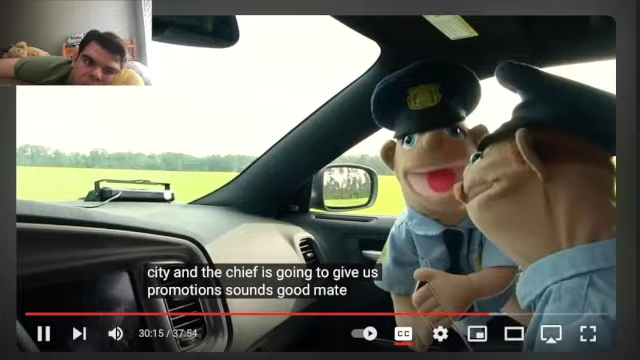 city and the chief is going to give us
promotions sounds good mate
30:15 / 37:54